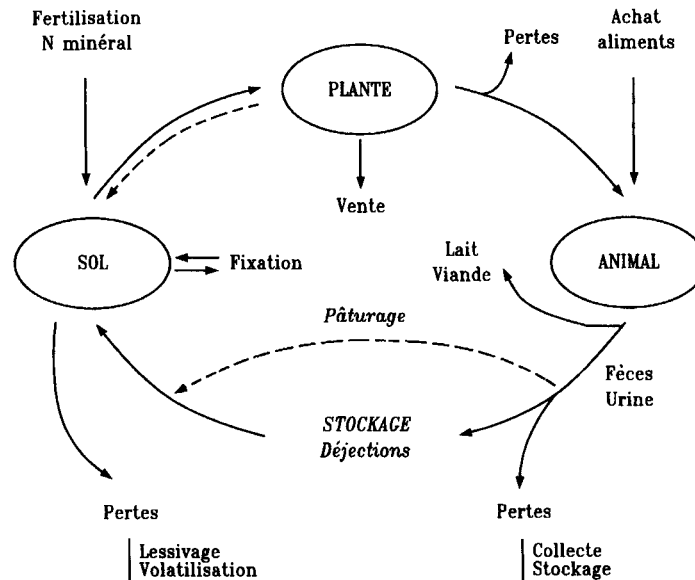 Fertilisation
N minéral
Pertes
Achat
aliments
PLANTE
Vente
SOL
Fixation
Lait
Viande
ANIMAL
Pâturage
Fèces
Urine
STOCKAGE
Déjections
Pertes
Lessivage
Volatilisation
Pertes
Collecte
Stockage